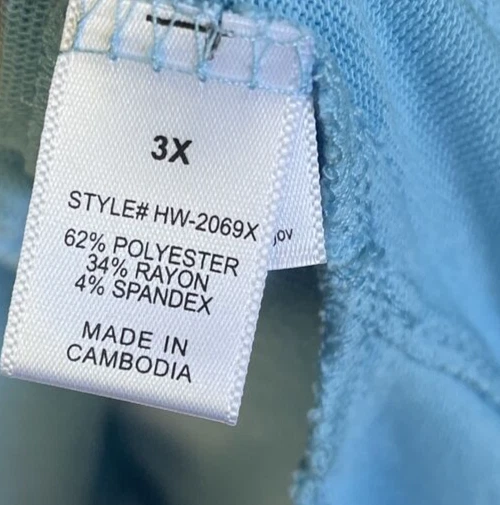 3X
STYLE# HW-2069X
62% POLYESTER
34% RAYON
4% SPANDEX
MADE IN
CAMBODIA